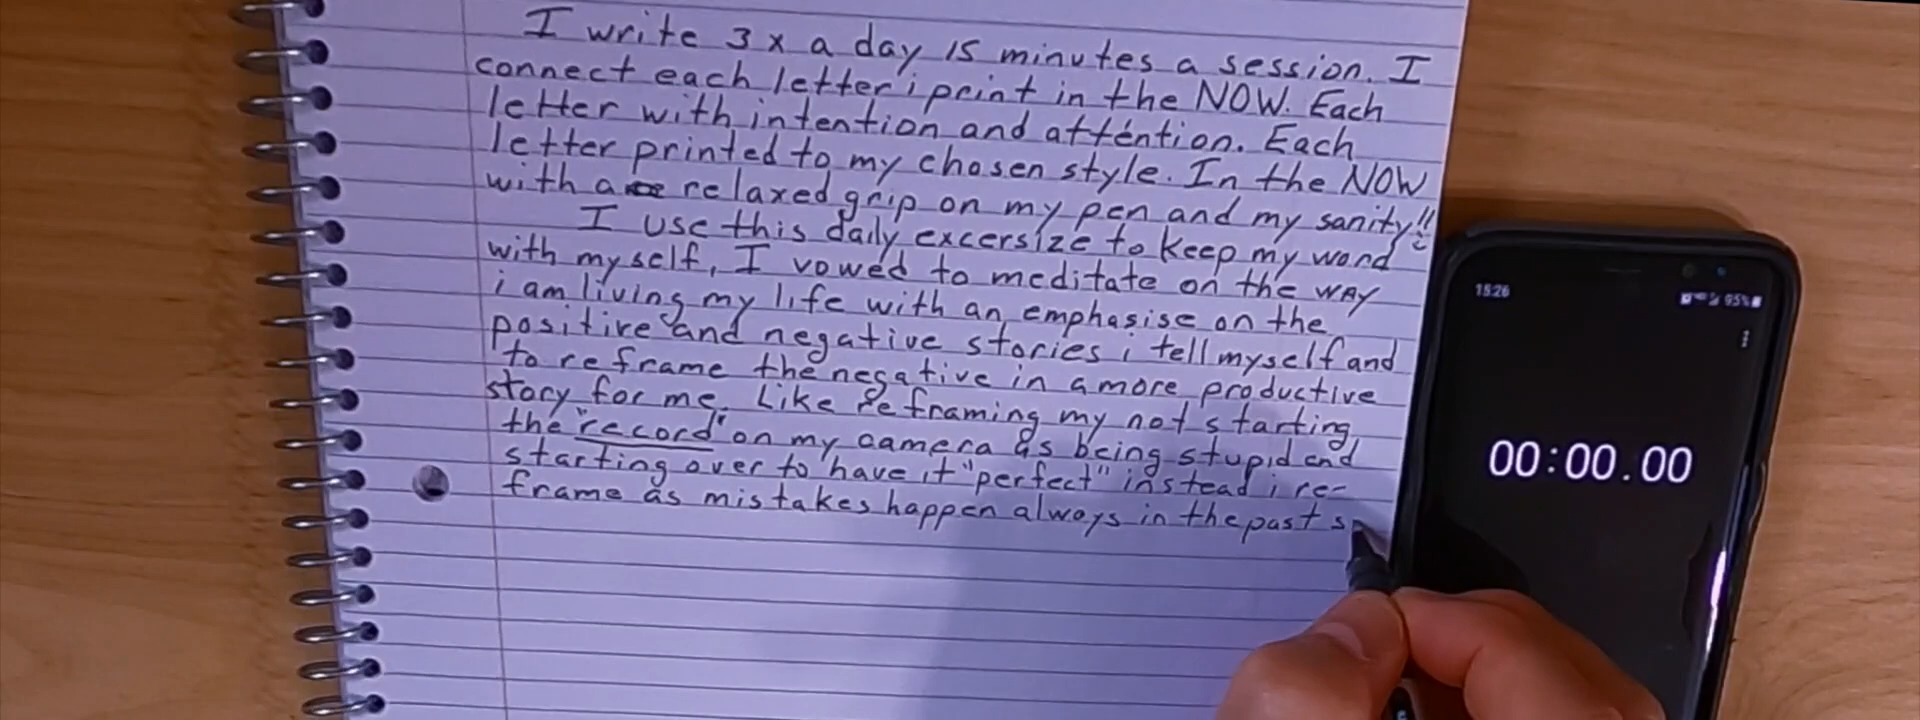 I write 3 x a day 15 minutes a session. I
connect each letter i print in the NOW. Each
letter with intention and attention. Each
letter printed to my chosen style. In the NOW
with a relaxed grip on my pen and my sanity!!
I use this daily excersize to keep my word
with myself, I vowed to meditate on the WAY
i am living my life with an emphasise on the
positive and negative stories i tell myself and
to reframe the negative in a more productive
story for me. Like reframing my not starting
the "record" on my camera as being stupid and
starting over to have it "perfect" instead i re-
frame as mistakes happen always in the past s
15:26
95%
00:00.00